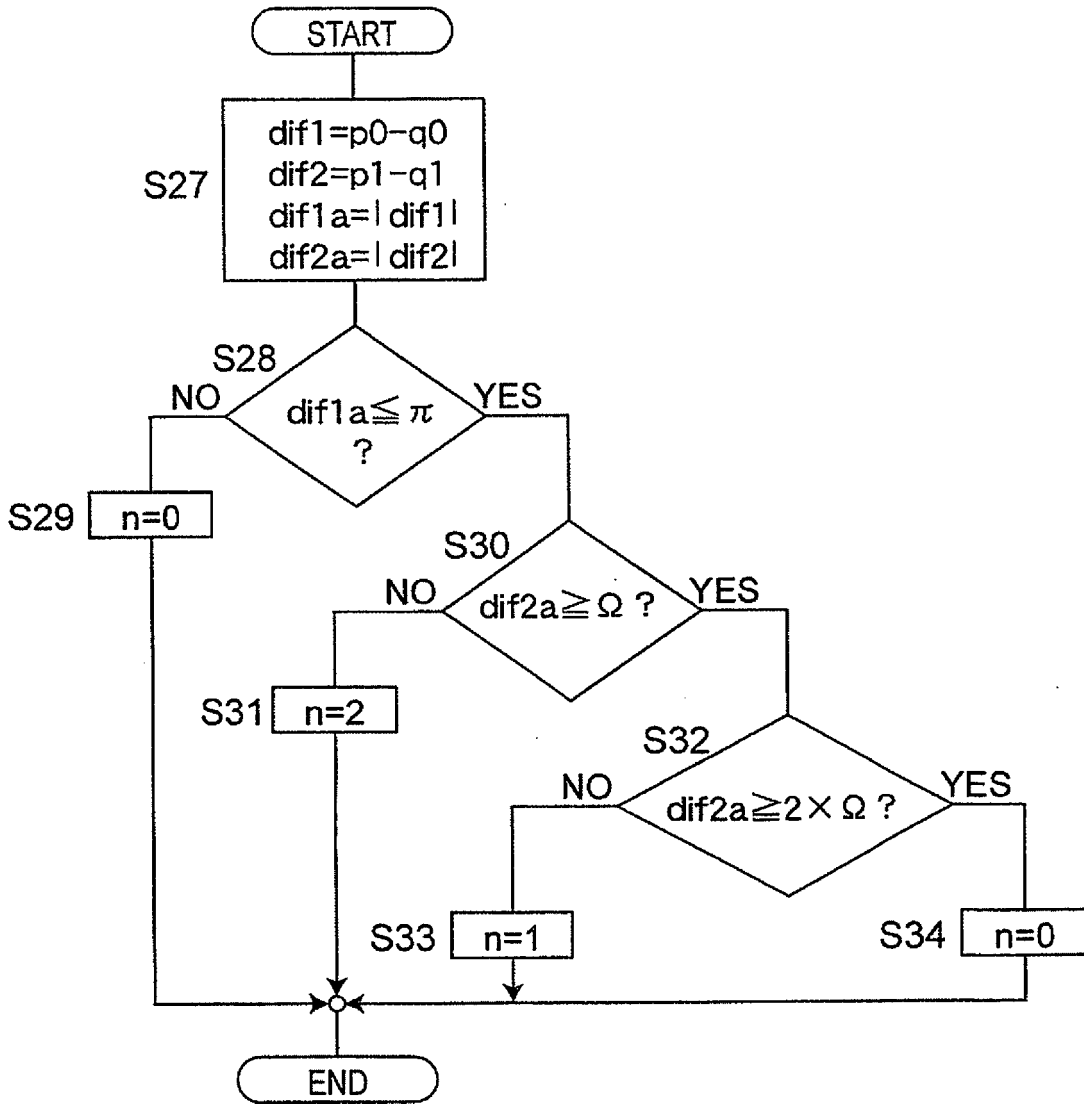 START
S27
dif1=p0-q0
dif2=p1-q1
dif1a=|dif1|
dif2a=|dif2|
S28
NO
YES
dif1a≦π
?
S29
n=0
S30
NO
YES
dif2a≧Ω ?
S31
n=2
S32
NO
YES
dif2a≧2×Ω ?
S33
n=1
S34
n=0
END